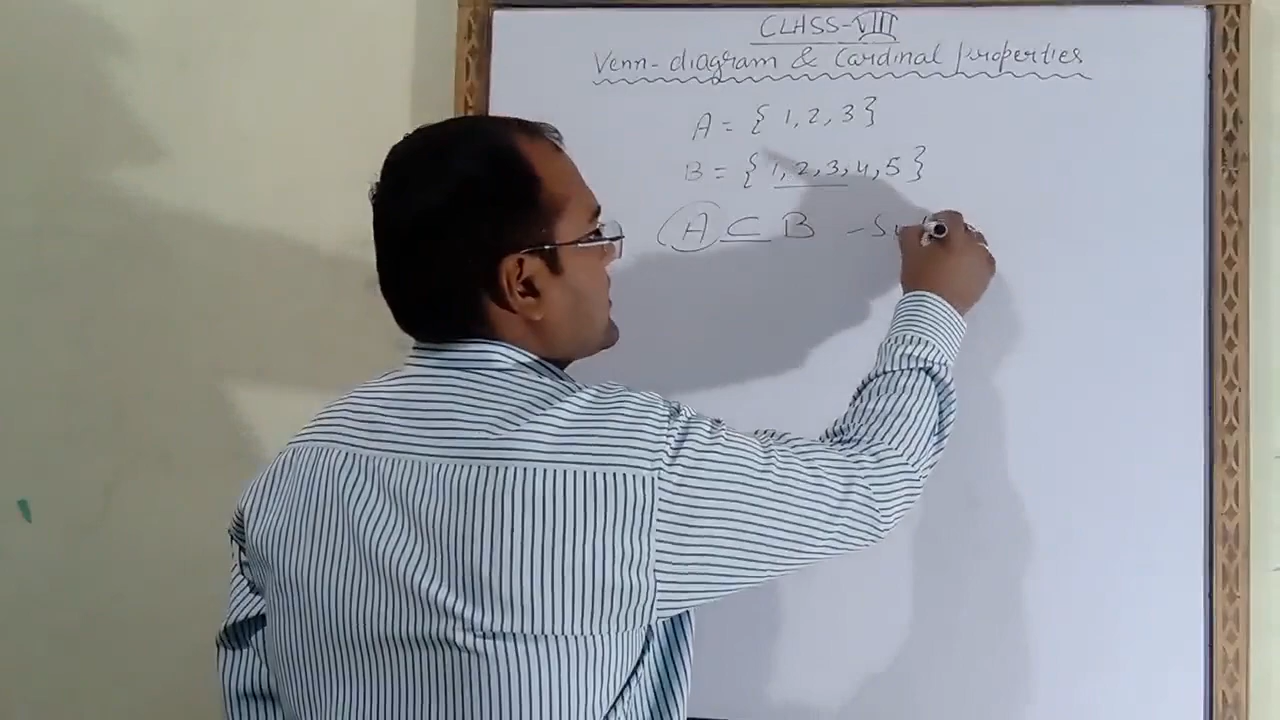 CLASS-VIII
Venn-diagram & Cardinal properties
A = { 1, 2, 3 }
B = { 1, 2, 3, 4, 5 }
A ⊂ B -